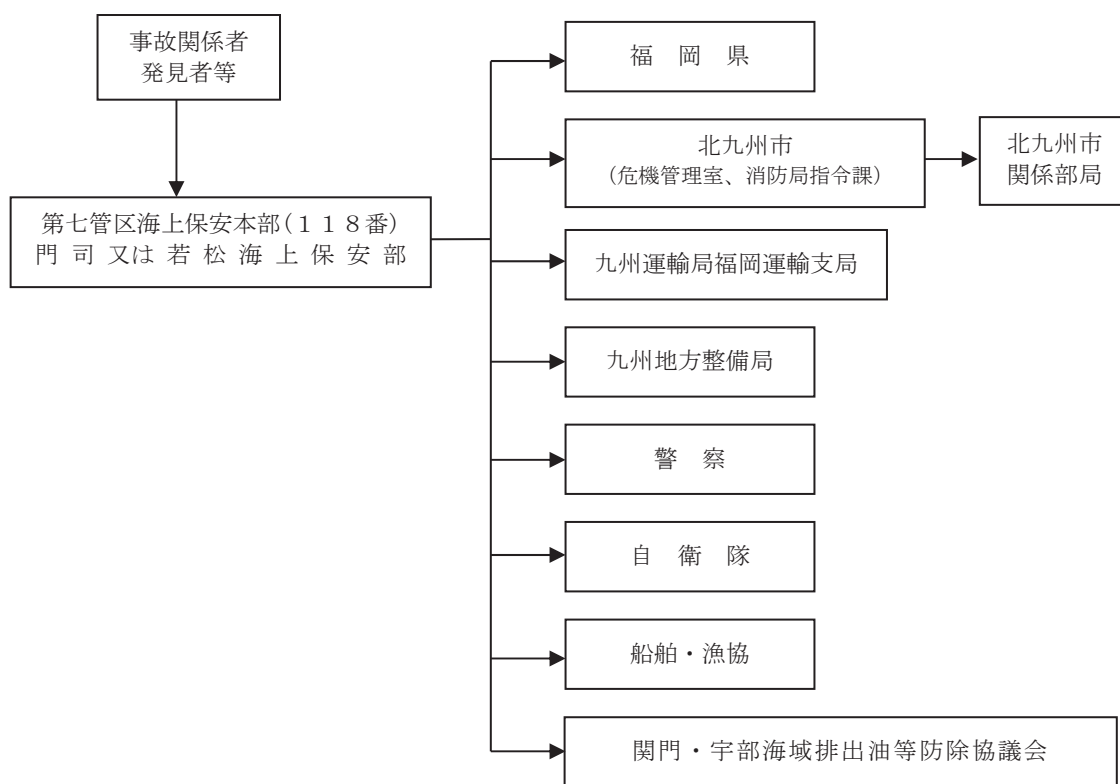 事故関係者
発見者等
第七管区海上保安本部(１１８番)
門 司 又は 若 松 海 上 保 安 部
福　岡　県
北九州市
（危機管理室、消防局指令課）
北九州市
関係部局
九州運輸局福岡運輸支局
九州地方整備局
警　察
自　衛　隊
船舶・漁協
関門・宇部海域排出油等防除協議会